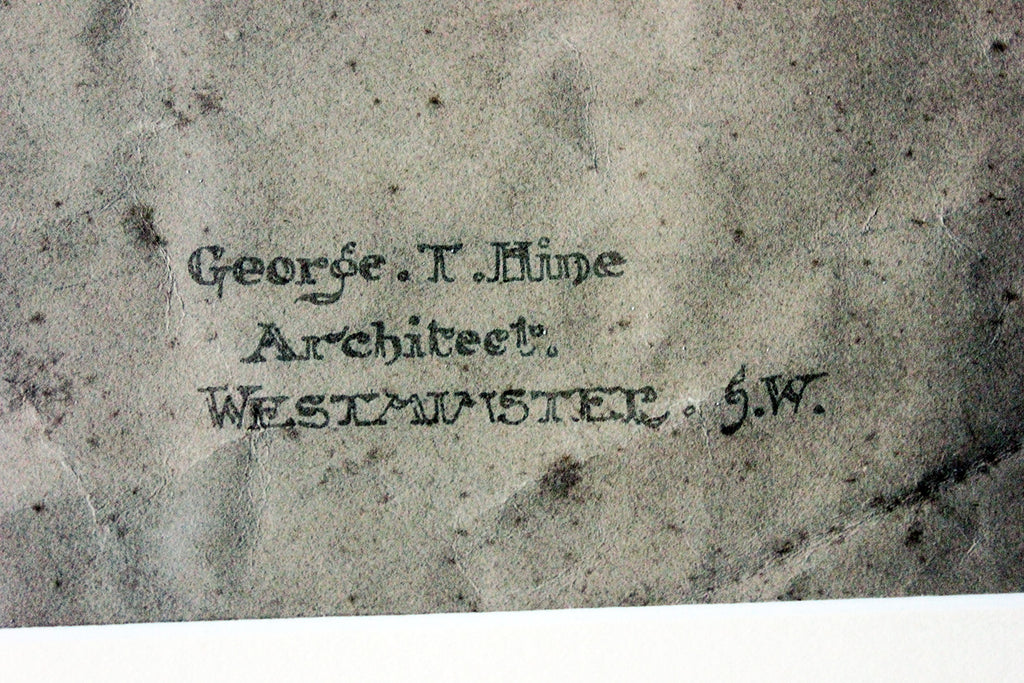 George. T. Hine
Architect.
WESTMINSTER. S.W.